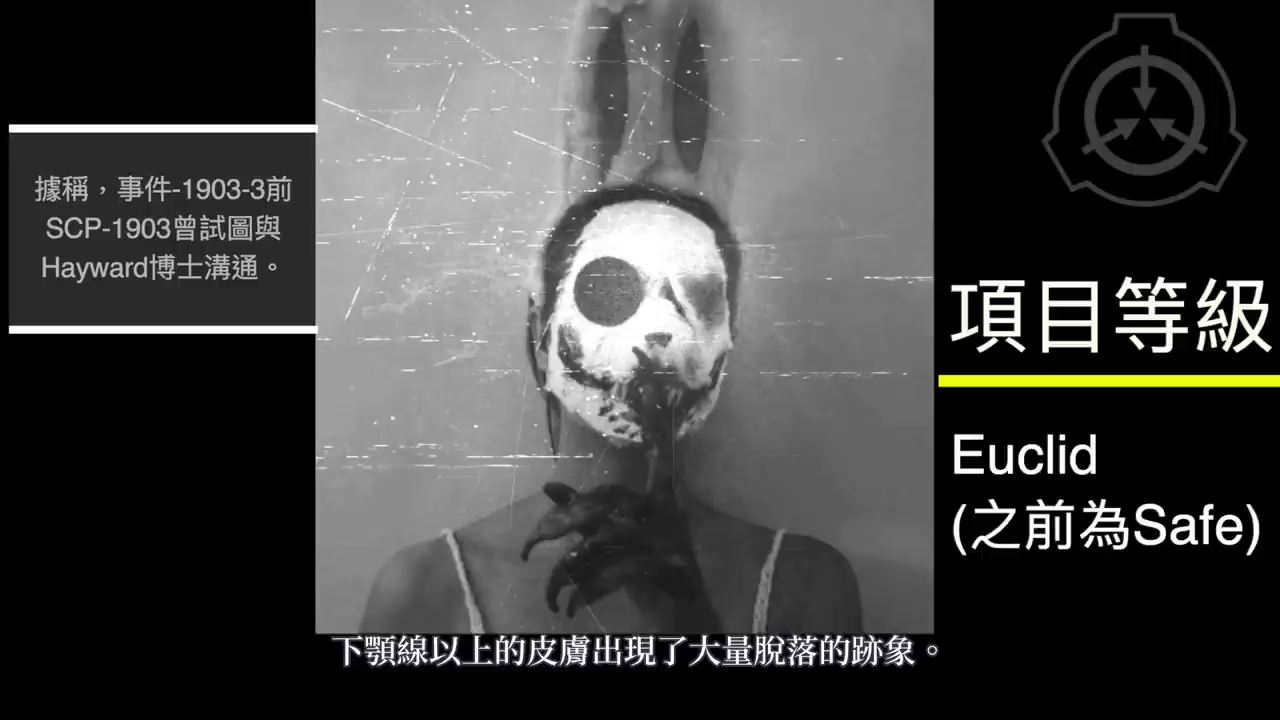 據稱，事件-1903-3前
SCP-1903曾試圖與
Hayward博士溝通。
項目等級
Euclid
(之前為Safe)
下顎線以上的皮膚出現了大量脫落的跡象。